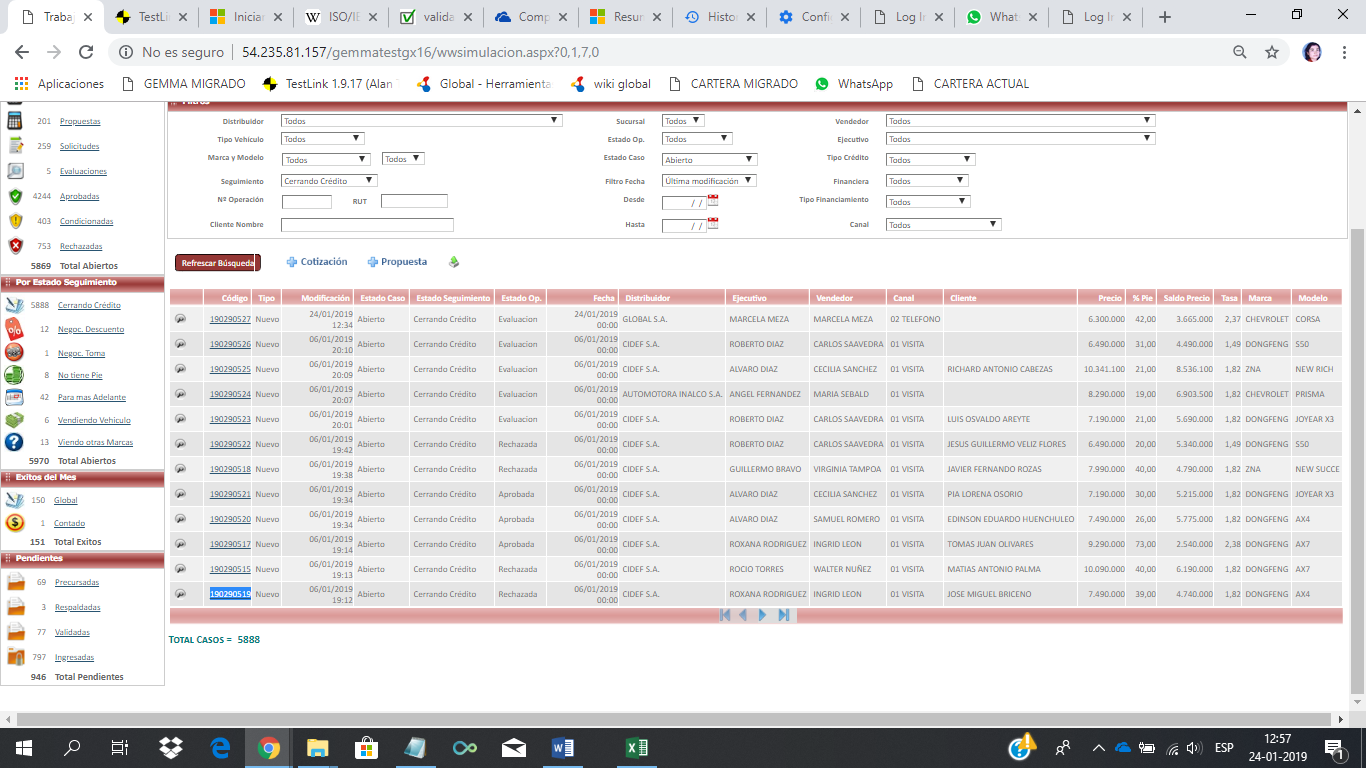 Trabaj
TestLi
Iniciar
ISO/IE
valida
Comp
Resur
Histor
Config
Log In
Whats
Log In
No es seguro
54.235.81.157/gemmatestgx16/wwsimulacion.aspx?0,1,7,0
Aplicaciones
GEMMA MIGRADO
TestLink 1.9.17 (Alan
Global - Herramienta
wiki global
CARTERA MIGRADO
WhatsApp
CARTERA ACTUAL
201 Propuestas
259 Solicitudes
5 Evaluaciones
4244 Aprobadas
403 Condicionadas
753 Rechazadas
5869 Total Abiertos
Por Estado Seguimiento
5888 Cerrando Crédito
12 Negoc. Descuento
1 Negoc. Toma
8 No tiene Pie
42 Para mas Adelante
6 Vendiendo Vehiculo
13 Viendo otras Marcas
5970 Total Abiertos
Exitos del Mes
150 Global
1 Contado
151 Total Exitos
Pendientes
69 Precursadas
3 Respaldadas
77 Validadas
797 Ingresadas
946 Total Pendientes
Filtros
Distribuidor Todos Sucursal Todos Vendedor Todos
Tipo Vehículo Todos Estado Op. Todos Ejecutivo Todos
Marca y Modelo Todos Todos Estado Caso Abierto Tipo Crédito Todos
Seguimiento Cerrando Crédito Filtro Fecha Última modificación Financiera Todos
Nº Operación RUT Desde / / Tipo Financiamiento Todos
Cliente Nombre Hasta / / Canal Todos
Refrescar Búsqueda Cotización Propuesta
Código Tipo Modificación Estado Caso Estado Seguimiento Estado Op. Fecha Distribuidor Ejecutivo Vendedor Canal Cliente Precio % Pie Saldo Precio Tasa Marca Modelo
190290527 Nuevo 24/01/2019 12:34 Abierto Cerrando Crédito Evaluacion 24/01/2019 00:00 GLOBAL S.A. MARCELA MEZA MARCELA MEZA 02 TELEFONO 6.300.000 42,00 3.665.000 2,37 CHEVROLET CORSA
190290526 Nuevo 06/01/2019 20:10 Abierto Cerrando Crédito Evaluacion 06/01/2019 00:00 CIDEF S.A. ROBERTO DIAZ CARLOS SAAVEDRA 01 VISITA 6.490.000 31,00 4.490.000 1,49 DONGFENG S50
190290525 Nuevo 06/01/2019 20:09 Abierto Cerrando Crédito Evaluacion 06/01/2019 00:00 CIDEF S.A. ALVARO DIAZ CECILIA SANCHEZ 01 VISITA RICHARD ANTONIO CABEZAS 10.341.100 21,00 8.536.100 1,82 ZNA NEW RICH
190290524 Nuevo 06/01/2019 20:07 Abierto Cerrando Crédito Evaluacion 06/01/2019 00:00 AUTOMOTORA INALCO S.A. ANGEL FERNANDEZ MARIA SEBALD 01 VISITA 8.290.000 19,00 6.903.500 1,82 CHEVROLET PRISMA
190290523 Nuevo 06/01/2019 20:01 Abierto Cerrando Crédito Evaluacion 06/01/2019 00:00 CIDEF S.A. ROBERTO DIAZ CARLOS SAAVEDRA 01 VISITA LUIS OSVALDO AREYTE 7.190.000 21,00 5.690.000 1,82 DONGFENG JOYEAR X3
190290522 Nuevo 06/01/2019 19:42 Abierto Cerrando Crédito Rechazada 06/01/2019 00:00 CIDEF S.A. ROBERTO DIAZ CARLOS SAAVEDRA 01 VISITA JESUS GUILLERMO VELIZ FLORES 6.490.000 20,00 5.340.000 1,49 DONGFENG S50
190290518 Nuevo 06/01/2019 19:38 Abierto Cerrando Crédito Rechazada 06/01/2019 00:00 CIDEF S.A. GUILLERMO BRAVO VIRGINIA TAMPOA 01 VISITA JAVIER FERNANDO ROZAS 7.990.000 40,00 4.790.000 1,82 ZNA NEW SUCCE
190290521 Nuevo 06/01/2019 19:34 Abierto Cerrando Crédito Aprobada 06/01/2019 00:00 CIDEF S.A. ALVARO DIAZ CECILIA SANCHEZ 01 VISITA PIA LORENA OSORIO 7.190.000 30,00 5.215.000 1,82 DONGFENG JOYEAR X3
190290520 Nuevo 06/01/2019 19:34 Abierto Cerrando Crédito Aprobada 06/01/2019 00:00 CIDEF S.A. ALVARO DIAZ SAMUEL ROMERO 01 VISITA EDINSON EDUARDO HUENCHULEO 7.490.000 26,00 5.775.000 1,82 DONGFENG AX4
190290517 Nuevo 06/01/2019 19:14 Abierto Cerrando Crédito Aprobada 06/01/2019 00:00 CIDEF S.A. ROXANA RODRIGUEZ INGRID LEON 01 VISITA TOMAS JUAN OLIVARES 9.290.000 73,00 2.540.000 2,38 DONGFENG AX7
190290515 Nuevo 06/01/2019 19:13 Abierto Cerrando Crédito Rechazada 06/01/2019 00:00 CIDEF S.A. ROCIO TORRES WALTER NUÑEZ 01 VISITA MATIAS ANTONIO PALMA 10.090.000 40,00 6.190.000 1,82 DONGFENG AX7
190290519 Nuevo 06/01/2019 19:12 Abierto Cerrando Crédito Rechazada 06/01/2019 00:00 CIDEF S.A. ROXANA RODRIGUEZ INGRID LEON 01 VISITA JOSE MIGUEL BRICENO 7.490.000 39,00 4.740.000 1,82 DONGFENG AX4
TOTAL CASOS = 5888
ESP
12:57
24-01-2019
1